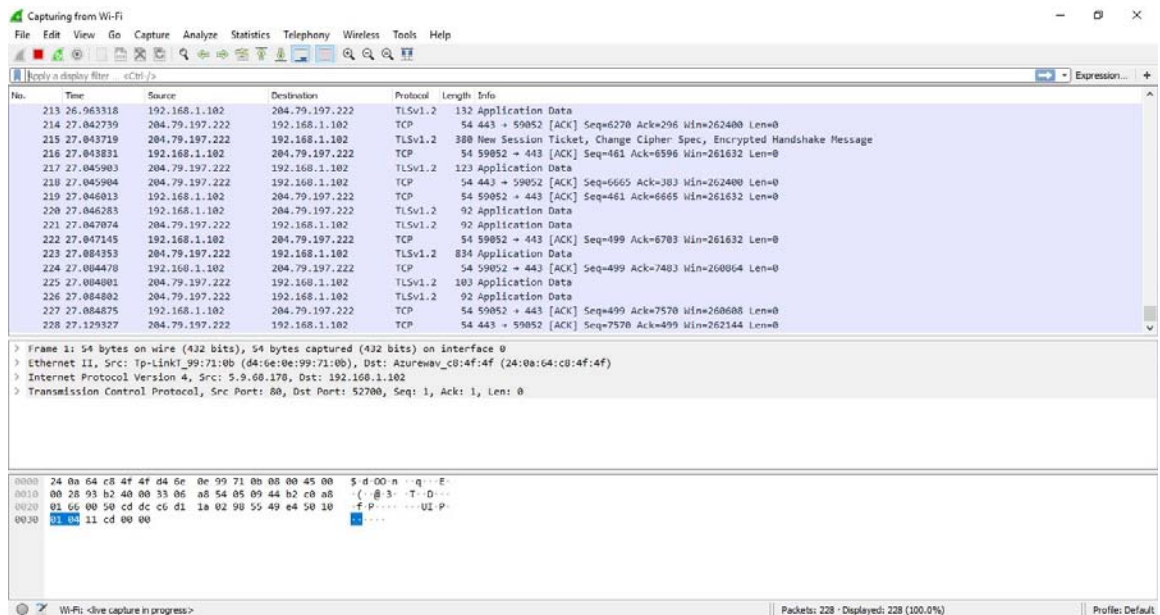 Capturing from Wi-Fi
File Edit View Go Capture Analyze Statistics Telephony Wireless Tools Help
Apply a display filter ... <Ctrl-/> Expression... +
No. Time Source Destination Protocol Length Info
213 26.963318 192.168.1.102 204.79.197.222 TLSv1.2 132 Application Data
214 27.042739 204.79.197.222 192.168.1.102 TCP 54 443 → 59052 [ACK] Seq=6270 Ack=296 Win=262400 Len=0
215 27.043719 204.79.197.222 192.168.1.102 TLSv1.2 380 New Session Ticket, Change Cipher Spec, Encrypted Handshake Message
216 27.043831 192.168.1.102 204.79.197.222 TCP 54 59052 → 443 [ACK] Seq=461 Ack=6596 Win=261632 Len=0
217 27.045903 204.79.197.222 192.168.1.102 TLSv1.2 123 Application Data
218 27.045904 204.79.197.222 192.168.1.102 TCP 54 443 → 59052 [ACK] Seq=6665 Ack=383 Win=262400 Len=0
219 27.046013 192.168.1.102 204.79.197.222 TCP 54 59052 → 443 [ACK] Seq=461 Ack=6665 Win=261632 Len=0
220 27.046283 192.168.1.102 204.79.197.222 TLSv1.2 92 Application Data
221 27.047074 204.79.197.222 192.168.1.102 TLSv1.2 92 Application Data
222 27.047145 192.168.1.102 204.79.197.222 TCP 54 59052 → 443 [ACK] Seq=499 Ack=6703 Win=261632 Len=0
223 27.084353 204.79.197.222 192.168.1.102 TLSv1.2 834 Application Data
224 27.084478 192.168.1.102 204.79.197.222 TCP 54 59052 → 443 [ACK] Seq=499 Ack=7483 Win=260864 Len=0
225 27.084801 204.79.197.222 192.168.1.102 TLSv1.2 103 Application Data
226 27.084802 204.79.197.222 192.168.1.102 TLSv1.2 92 Application Data
227 27.084875 192.168.1.102 204.79.197.222 TCP 54 59052 → 443 [ACK] Seq=499 Ack=7570 Win=260608 Len=0
228 27.129327 204.79.197.222 192.168.1.102 TCP 54 443 → 59052 [ACK] Seq=7570 Ack=499 Win=262144 Len=0
> Frame 1: 54 bytes on wire (432 bits), 54 bytes captured (432 bits) on interface 0
> Ethernet II, Src: Tp-LinkT_99:71:0b (d4:6e:0e:99:71:0b), Dst: Azurewav_c8:4f:4f (24:0a:64:c8:4f:4f)
> Internet Protocol Version 4, Src: 5.9.68.178, Dst: 192.168.1.102
> Transmission Control Protocol, Src Port: 80, Dst Port: 52700, Seq: 1, Ack: 1, Len: 0
0000 24 0a 64 c8 4f 4f d4 6e 0e 99 71 0b 08 00 45 00 $·d·OO·n ··q···E·
0010 00 28 93 b2 40 00 33 06 a8 54 05 09 44 b2 c0 a8 ·(··@·3· ·T··D···
0020 01 66 00 50 cd dc c6 d1 1a 02 98 55 49 e4 50 10 ·f·P···· ···UI·P·
0030 01 04 11 cd 00 00 ······
Wi-Fi: <live capture in progress> Packets: 228 · Displayed: 228 (100.0%) Profile: Default